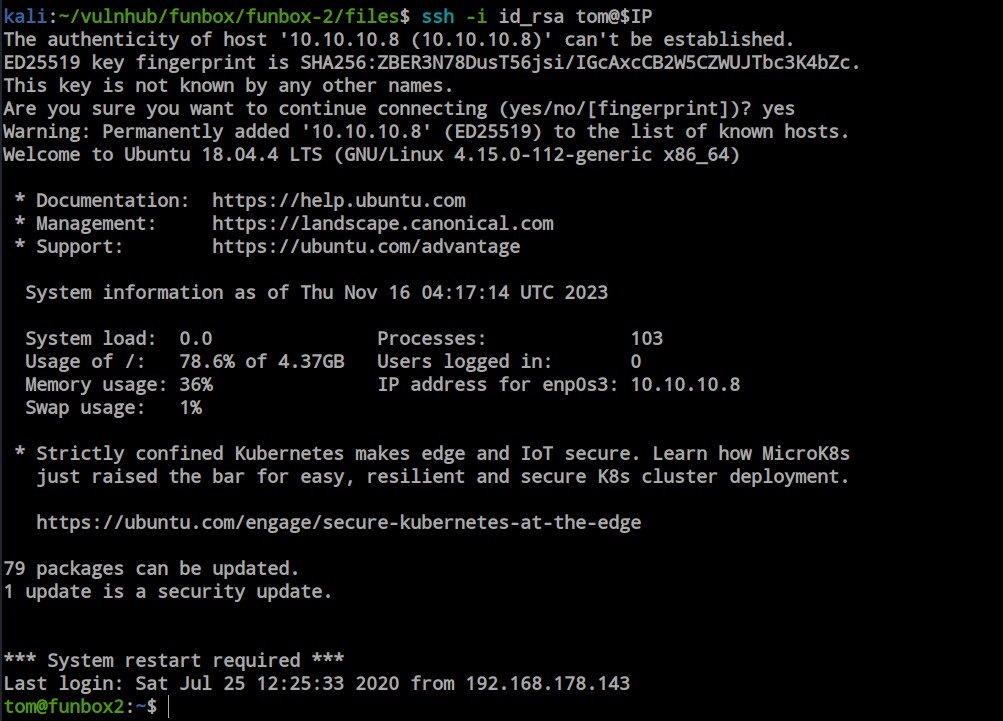 kali:~/vulnhub/funbox/funbox-2/files$ ssh -i id_rsa tom@$IP
The authenticity of host '10.10.10.8 (10.10.10.8)' can't be established.
ED25519 key fingerprint is SHA256:ZBER3N78DusT56jsi/IGcAxcCB2W5CZWUJTbc3K4bZc.
This key is not known by any other names.
Are you sure you want to continue connecting (yes/no/[fingerprint])? yes
Warning: Permanently added '10.10.10.8' (ED25519) to the list of known hosts.
Welcome to Ubuntu 18.04.4 LTS (GNU/Linux 4.15.0-112-generic x86_64)

 * Documentation:  https://help.ubuntu.com
 * Management:     https://landscape.canonical.com
 * Support:        https://ubuntu.com/advantage

  System information as of Thu Nov 16 04:17:14 UTC 2023

  System load:  0.0               Processes:             103
  Usage of /:   78.6% of 4.37GB   Users logged in:       0
  Memory usage: 36%               IP address for enp0s3: 10.10.10.8
  Swap usage:   1%

 * Strictly confined Kubernetes makes edge and IoT secure. Learn how MicroK8s
   just raised the bar for easy, resilient and secure K8s cluster deployment.

   https://ubuntu.com/engage/secure-kubernetes-at-the-edge

79 packages can be updated.
1 update is a security update.


*** System restart required ***
Last login: Sat Jul 25 12:25:33 2020 from 192.168.178.143
tom@funbox2:~$